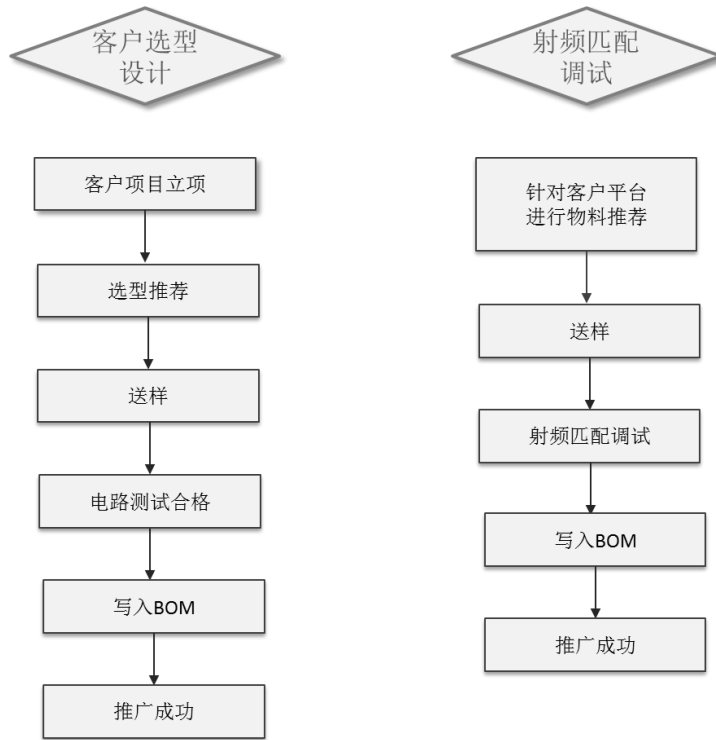 客户选型
设计
客户项目立项
选型推荐
送样
电路测试合格
写入BOM
推广成功
射频匹配
调试
针对客户平台
进行物料推荐
送样
射频匹配调试
写入BOM
推广成功